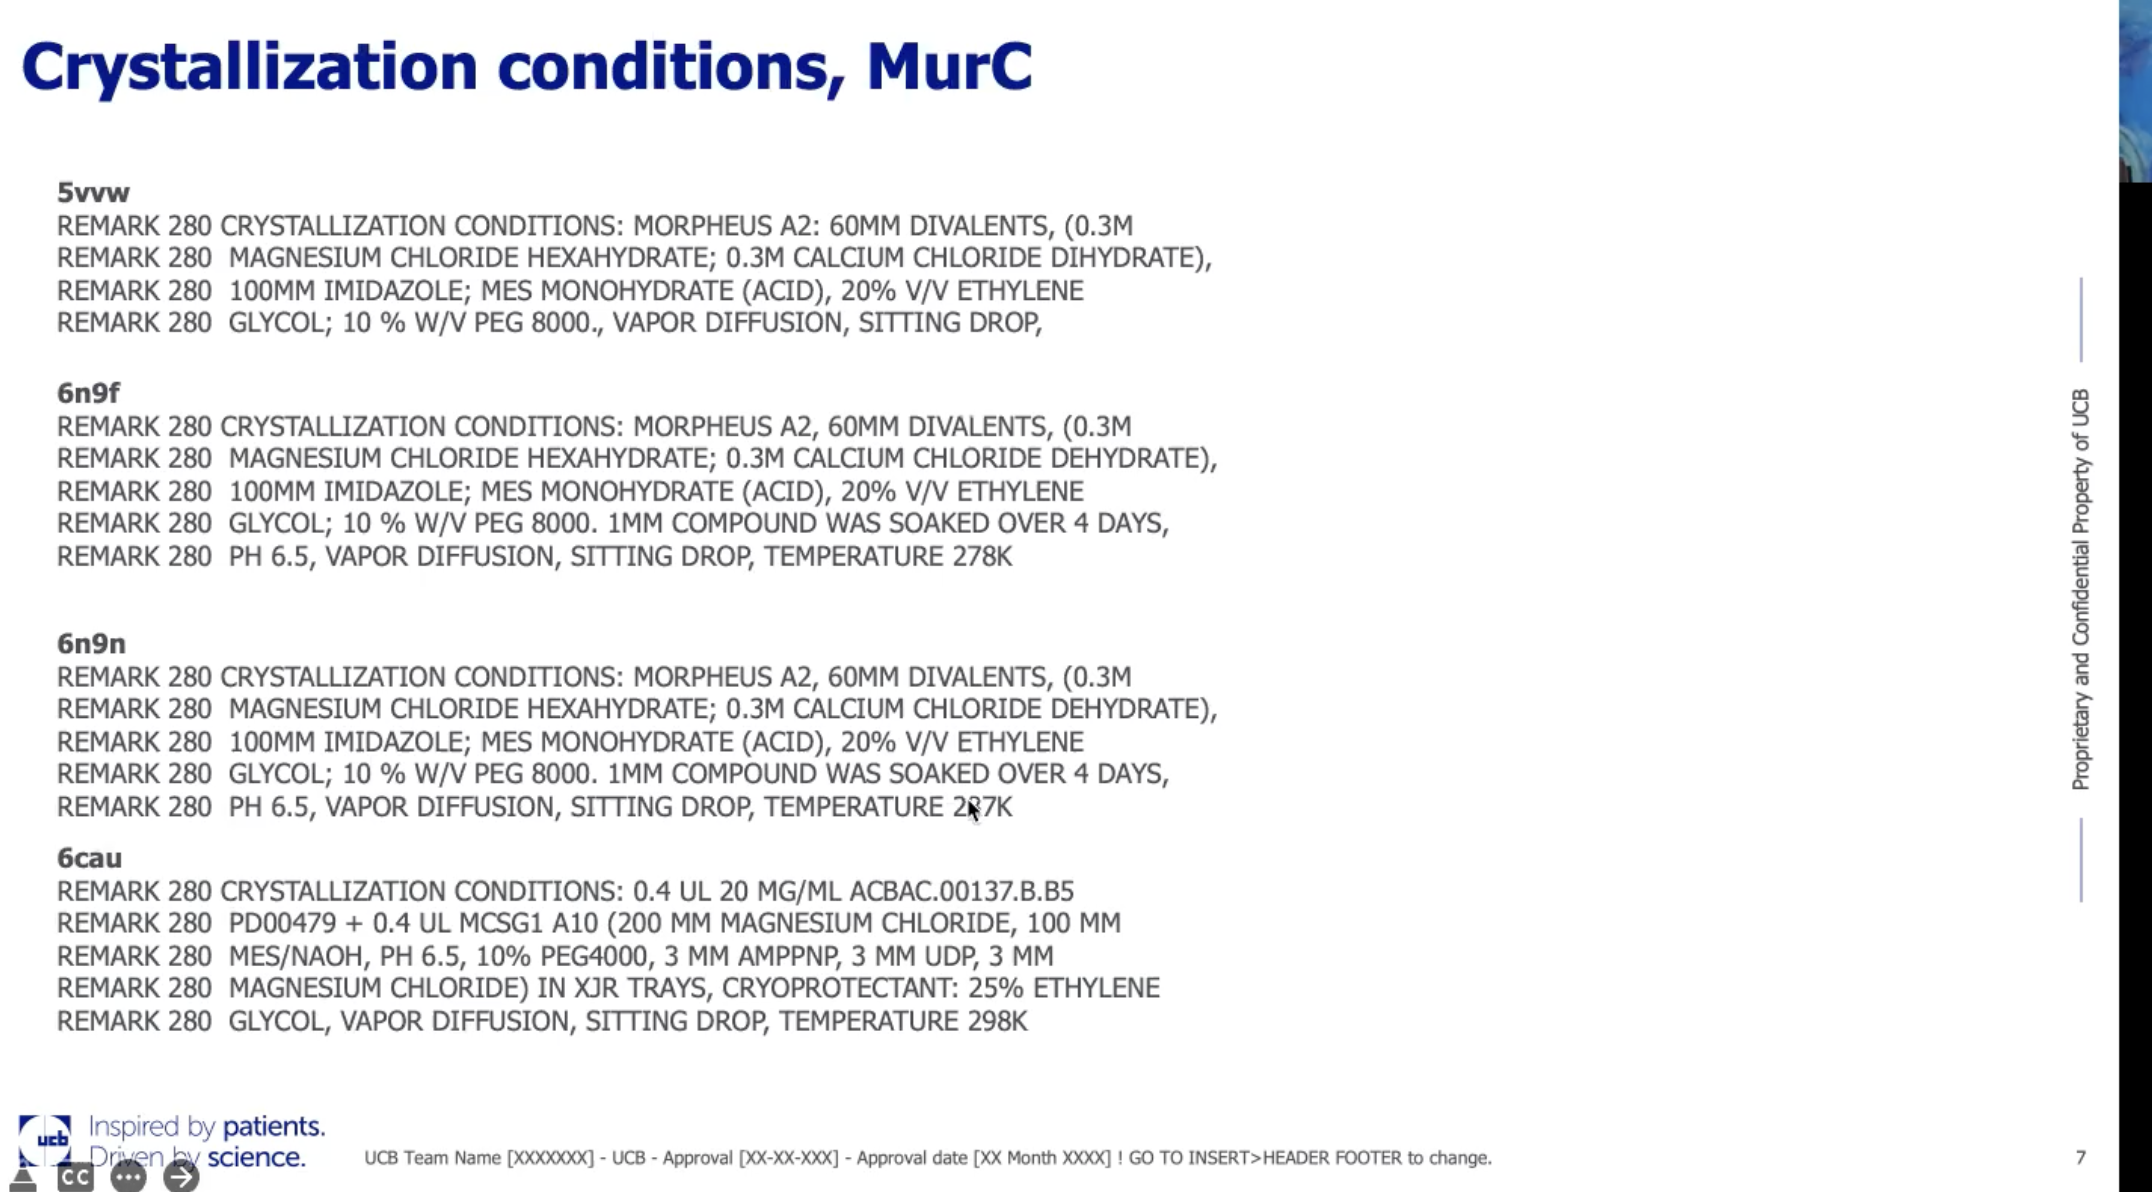 Crystallization conditions, MurC
5vvw
REMARK 280 CRYSTALLIZATION CONDITIONS: MORPHEUS A2: 60MM DIVALENTS, (0.3M
REMARK 280  MAGNESIUM CHLORIDE HEXAHYDRATE; 0.3M CALCIUM CHLORIDE DIHYDRATE),
REMARK 280  100MM IMIDAZOLE; MES MONOHYDRATE (ACID), 20% V/V ETHYLENE
REMARK 280  GLYCOL; 10 % W/V PEG 8000., VAPOR DIFFUSION, SITTING DROP,
6n9f
REMARK 280 CRYSTALLIZATION CONDITIONS: MORPHEUS A2, 60MM DIVALENTS, (0.3M
REMARK 280  MAGNESIUM CHLORIDE HEXAHYDRATE; 0.3M CALCIUM CHLORIDE DEHYDRATE),
REMARK 280  100MM IMIDAZOLE; MES MONOHYDRATE (ACID), 20% V/V ETHYLENE
REMARK 280  GLYCOL; 10 % W/V PEG 8000. 1MM COMPOUND WAS SOAKED OVER 4 DAYS,
REMARK 280  PH 6.5, VAPOR DIFFUSION, SITTING DROP, TEMPERATURE 278K
6n9n
REMARK 280 CRYSTALLIZATION CONDITIONS: MORPHEUS A2, 60MM DIVALENTS, (0.3M
REMARK 280  MAGNESIUM CHLORIDE HEXAHYDRATE; 0.3M CALCIUM CHLORIDE DEHYDRATE),
REMARK 280  100MM IMIDAZOLE; MES MONOHYDRATE (ACID), 20% V/V ETHYLENE
REMARK 280  GLYCOL; 10 % W/V PEG 8000. 1MM COMPOUND WAS SOAKED OVER 4 DAYS,
REMARK 280  PH 6.5, VAPOR DIFFUSION, SITTING DROP, TEMPERATURE
6cau
REMARK 280 CRYSTALLIZATION CONDITIONS: 0.4 UL 20 MG/ML ACBAC.00137.B.B5
REMARK 280  PD00479 + 0.4 UL MCSG1 A10 (200 MM MAGNESIUM CHLORIDE, 100 MM
REMARK 280  MES/NAOH, PH 6.5, 10% PEG4000, 3 MM AMPPNP, 3 MM UDP, 3 MM
REMARK 280  MAGNESIUM CHLORIDE) IN XJR TRAYS, CRYOPROTECTANT: 25% ETHYLENE
REMARK 280  GLYCOL, VAPOR DIFFUSION, SITTING DROP, TEMPERATURE 298K
Proprietary and Confidential Property of UCB
ucb
Inspired by patients.
Driven by science.
CC
UCB Team Name [XXXXXXX] - UCB - Approval [XX-XX-XXX] - Approval date [XX Month XXXX] ! GO TO INSERT>HEADER FOOTER to change.
7